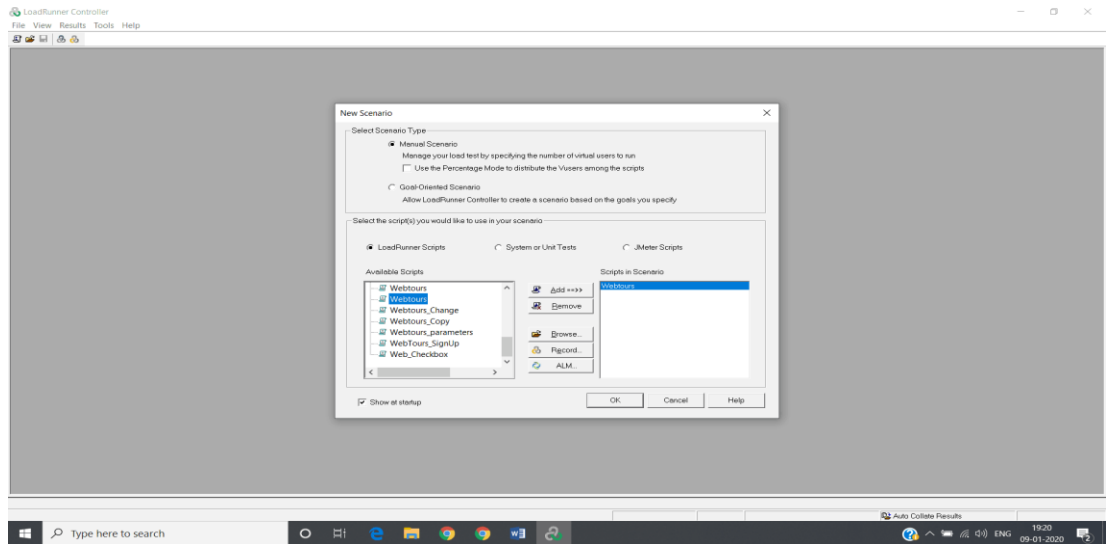 LoadRunner Controller
File View Results Tools Help
New Scenario
Select Scenario Type
Manual Scenario
Manage your load test by specifying the number of virtual users to run
Use the Percentage Mode to distribute the Vusers among the scripts
Goal-Oriented Scenario
Allow LoadRunner Controller to create a scenario based on the goals you specify
Select the script(s) you would like to use in your scenario
LoadRunner Scripts System or Unit Tests JMeter Scripts
Available Scripts Scripts in Scenario
Webtours
Webtours
Webtours_Change
Webtours_Copy
Webtours_parameters
WebTours_SignUp
Web_Checkbox
Add ==>>
Remove
Browse...
Record...
ALM...
Webtours
Show at startup
OK Cancel Help
Auto Collate Results
Type here to search
ENG
19:20
09-01-2020